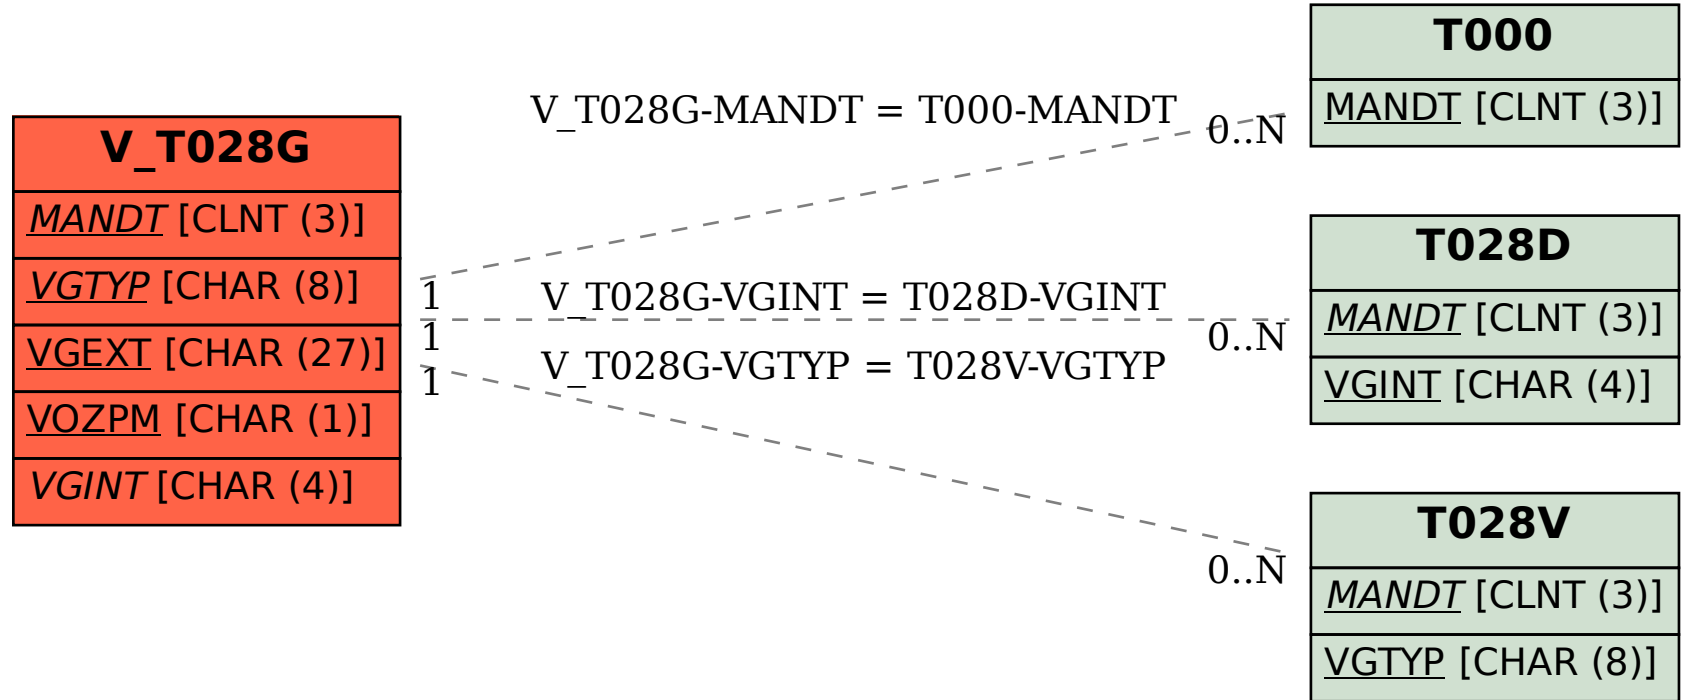 V_T028G
MANDT [CLNT (3)]
VGTYP [CHAR (8)]
VGEXT [CHAR (27)]
VOZPM [CHAR (1)]
VGINT [CHAR (4)]
V_T028G-MANDT = T000-MANDT
0..N
1
V_T028G-VGINT = T028D-VGINT
0..N
1
V_T028G-VGTYP = T028V-VGTYP
0..N
1
T000
MANDT [CLNT (3)]
T028D
MANDT [CLNT (3)]
VGINT [CHAR (4)]
T028V
MANDT [CLNT (3)]
VGTYP [CHAR (8)]